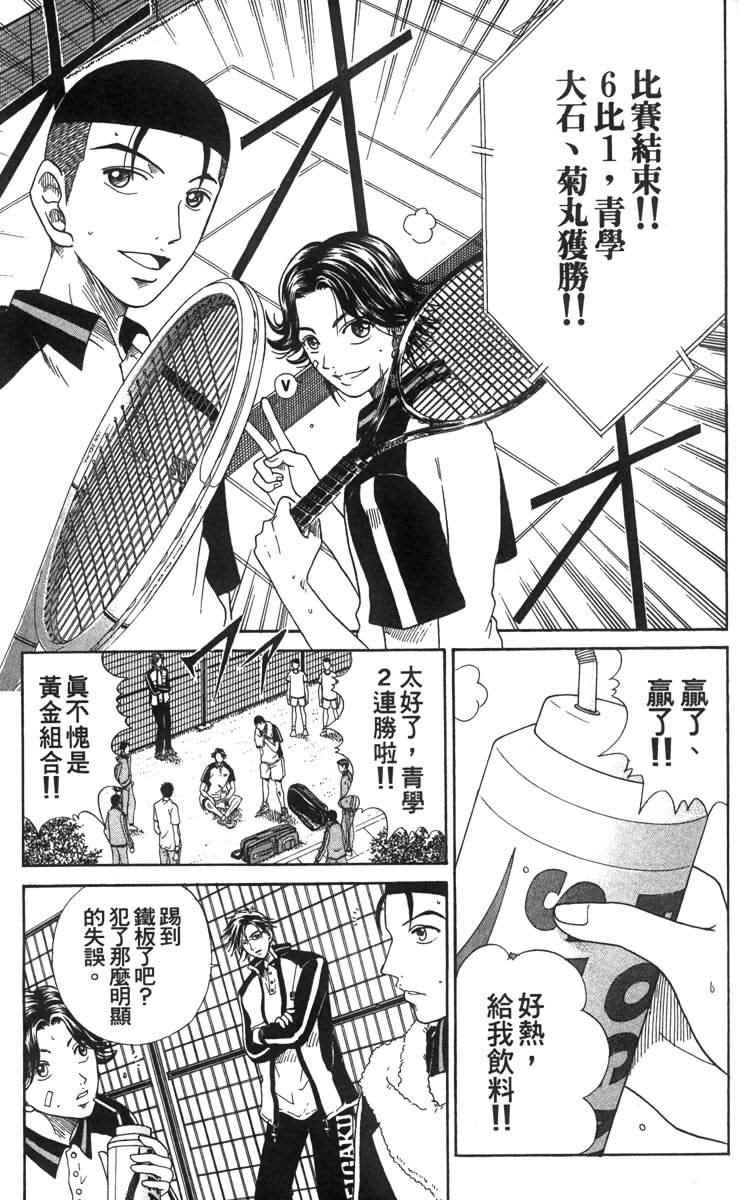 比賽結束!!
6比1，青學
大石、菊丸獲勝!!
V
贏了、
贏了!!
好熱，
給我飲料!!
太好了，青學
2連勝啦!!
真不愧是
黃金組合!!
踢到
鐵板了吧？
犯了那麼明顯
的失誤。
EIGAKU